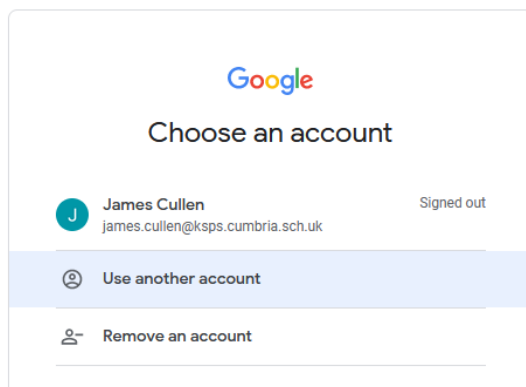 Google
Choose an account
J
James Cullen
Signed out
james.cullen@ksps.cumbria.sch.uk
Use another account
Remove an account